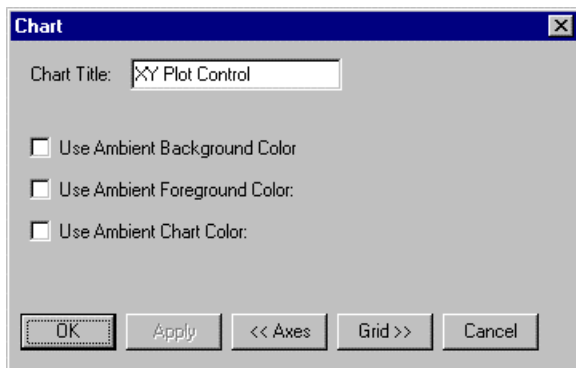 Chart
Chart Title: XY Plot Control
Use Ambient Background Color
Use Ambient Foreground Color:
Use Ambient Chart Color:
OK Apply << Axes Grid >> Cancel